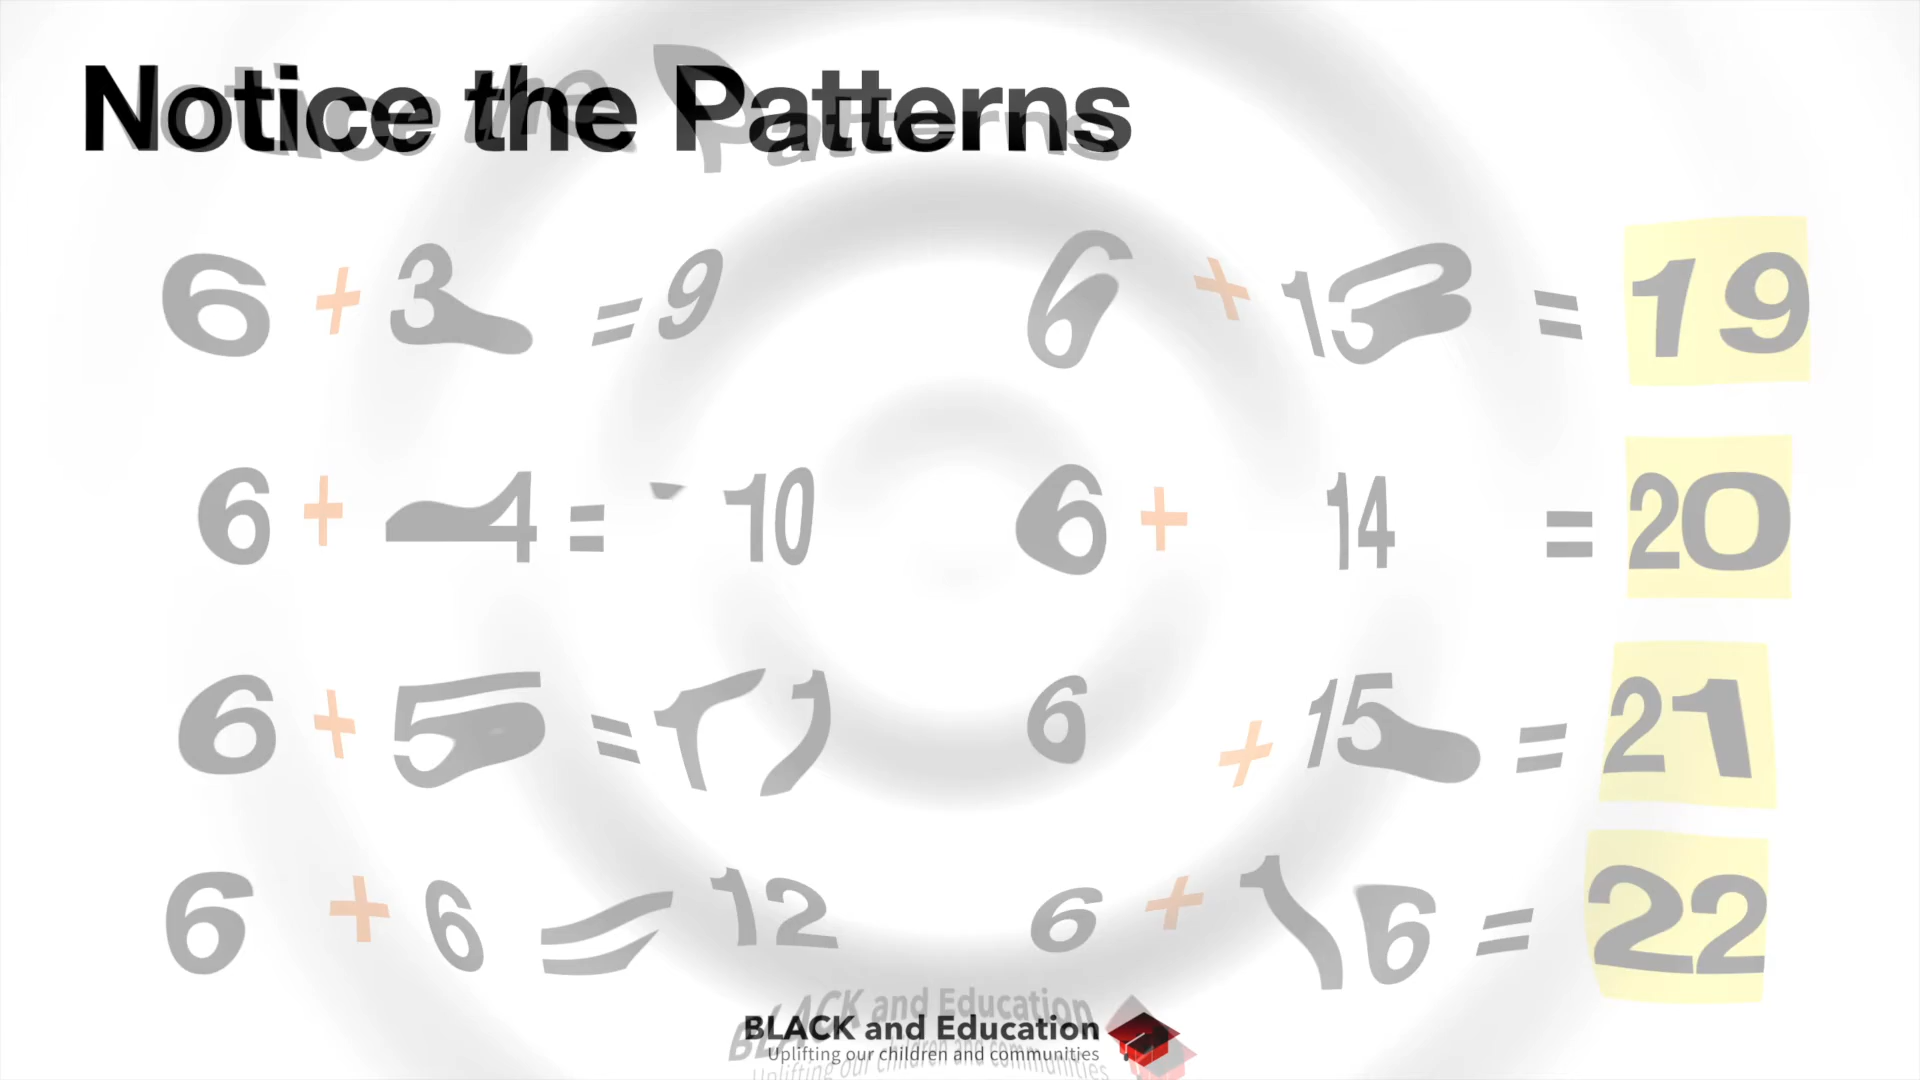 Notice the Patterns
6 + 3 = 9
6 + 13 = 19
6 + 4 = 10
6 + 14 = 20
6 + 5 = 11
6 + 15 = 21
6 + 6 = 12
6 + 16 = 22
BLACK and Education
Uplifting our children and communities